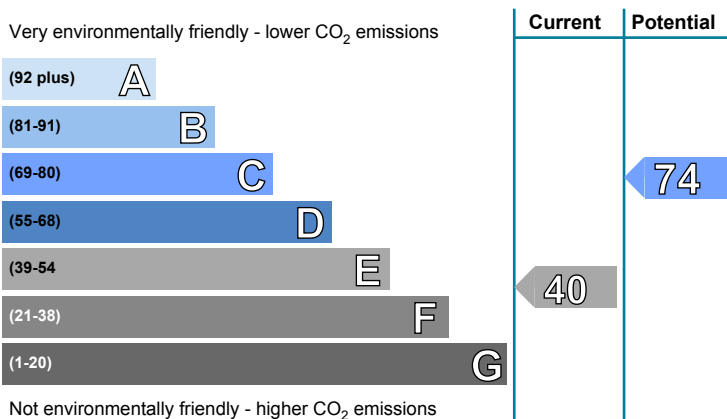 Very environmentally friendly - lower CO2 emissions
Current
Potential
(92 plus) A
(81-91) B
(69-80) C
74
(55-68) D
(39-54 E
40
(21-38) F
(1-20) G
Not environmentally friendly - higher CO2 emissions